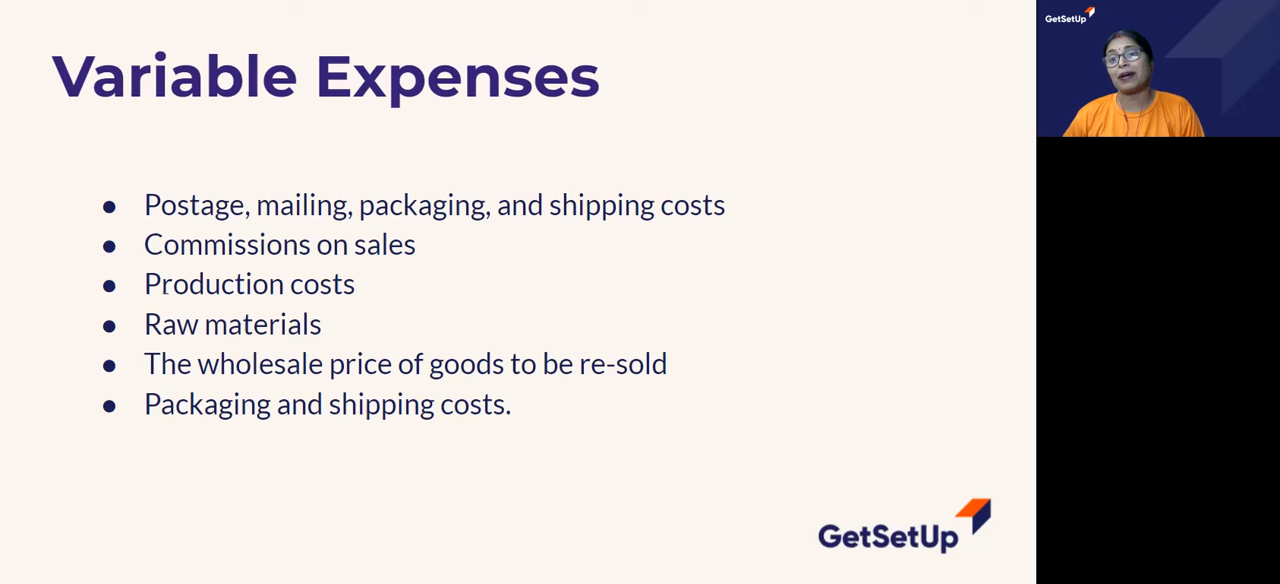 Variable Expenses
● Postage, mailing, packaging, and shipping costs
● Commissions on sales
● Production costs
● Raw materials
● The wholesale price of goods to be re-sold
● Packaging and shipping costs.
GetSetUp
GetSetUp